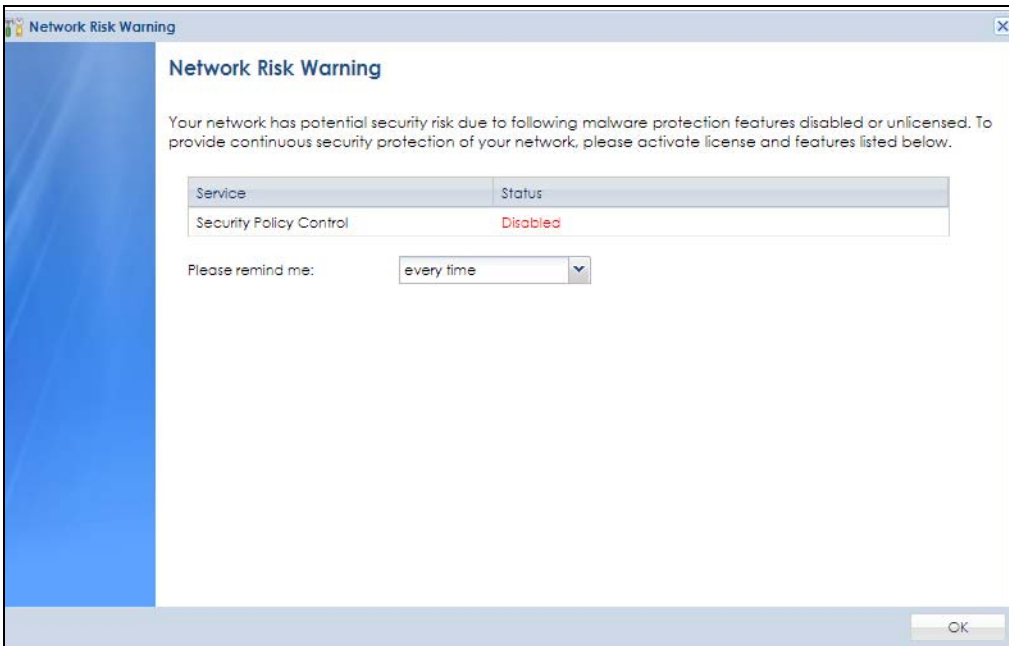 Network Risk Warning
Network Risk Warning
Your network has potential security risk due to following malware protection features disabled or unlicensed. To
provide continuous security protection of your network, please activate license and features listed below.
Service Status
Security Policy Control Disabled
Please remind me: every time
OK